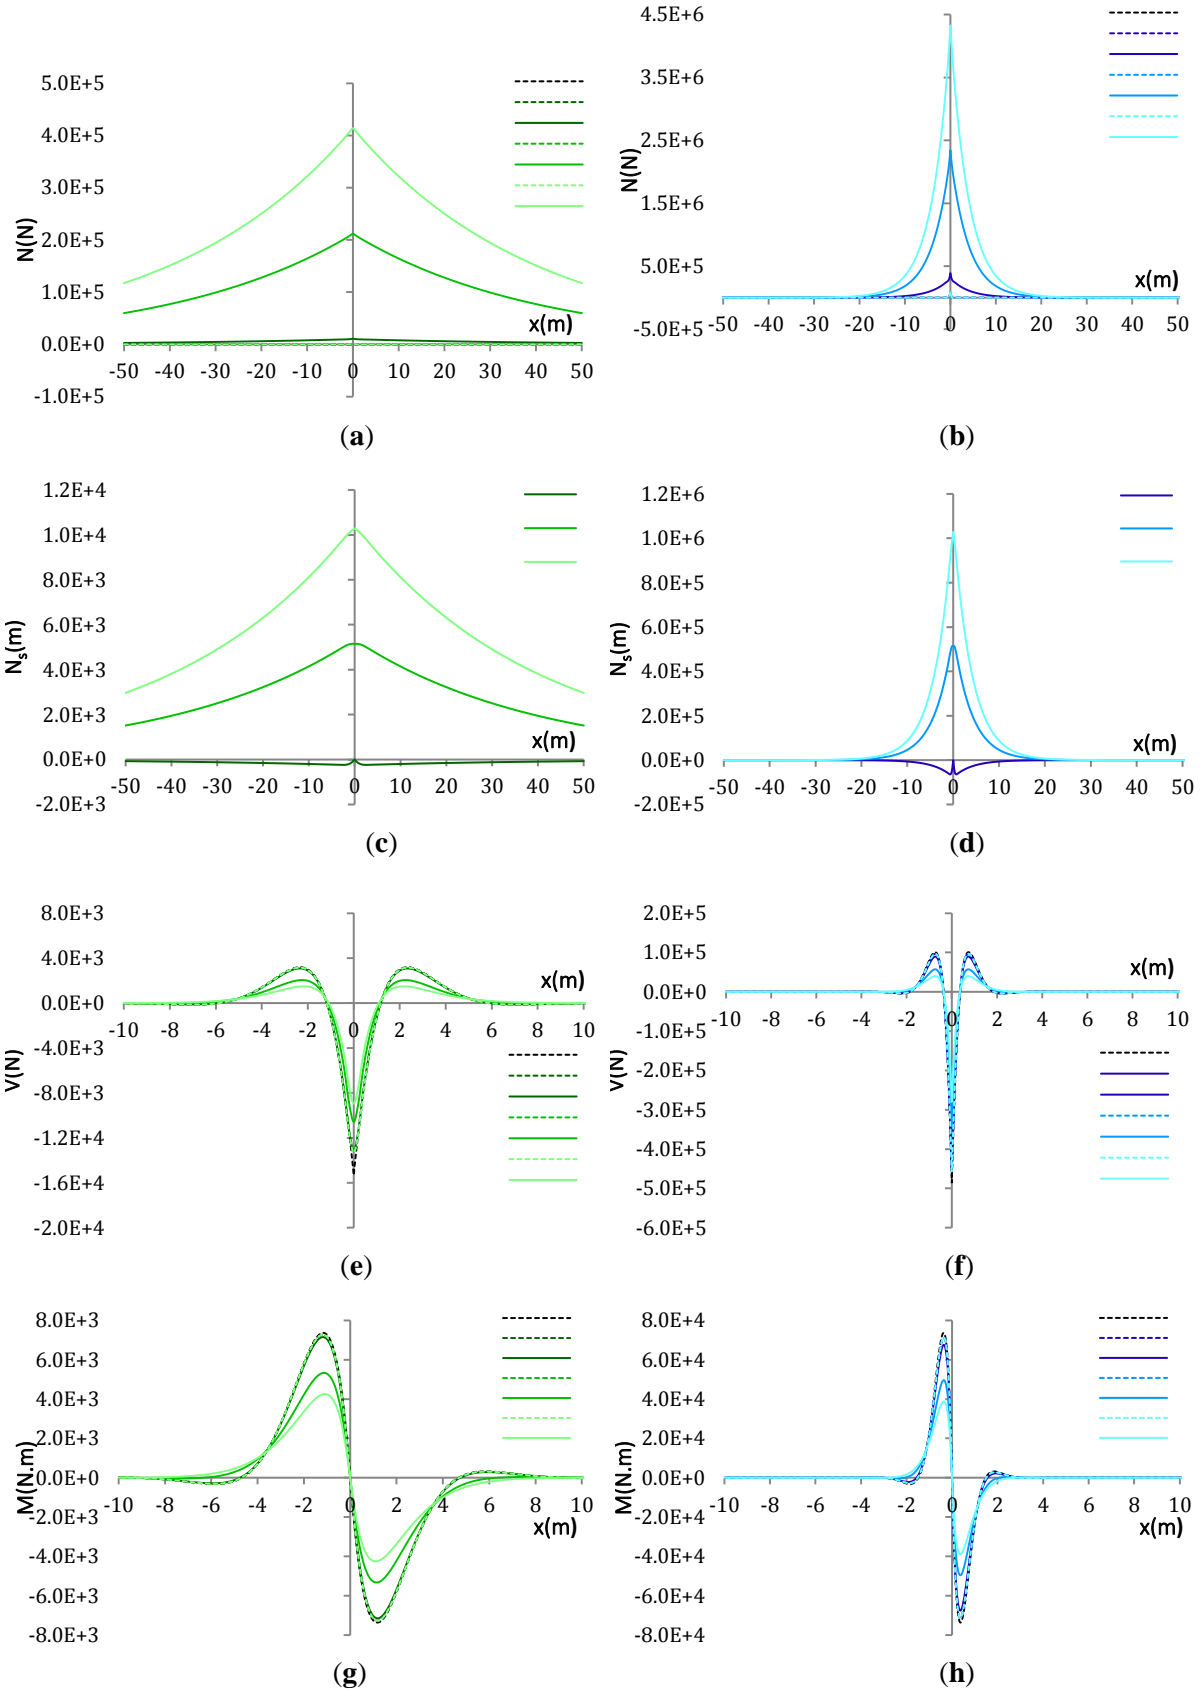 5.0E+5
4.0E+5
3.0E+5
2.0E+5
1.0E+5
0.0E+0
-1.0E+5
N(N)
x(m)
-50 -40 -30 -20 -10 0 10 20 30 40 50
(a)
4.5E+6
3.5E+6
2.5E+6
1.5E+6
5.0E+5
-5.0E+5
N(N)
x(m)
-50 -40 -30 -20 -10 0 10 20 30 40 50
(b)
1.2E+4
1.0E+4
8.0E+3
6.0E+3
4.0E+3
2.0E+3
0.0E+0
-2.0E+3
Ns(m)
x(m)
-50 -40 -30 -20 -10 0 10 20 30 40 50
(c)
1.2E+6
1.0E+6
8.0E+5
6.0E+5
4.0E+5
2.0E+5
0.0E+0
-2.0E+5
Ns(m)
x(m)
-50 -40 -30 -20 -10 0 10 20 30 40 50
(d)
8.0E+3
4.0E+3
0.0E+0
-4.0E+3
-8.0E+3
-1.2E+4
-1.6E+4
-2.0E+4
V(N)
x(m)
-10 -8 -6 -4 -2 0 2 4 6 8 10
(e)
2.0E+5
1.0E+5
0.0E+0
-1.0E+5
-2.0E+5
-3.0E+5
-4.0E+5
-5.0E+5
-6.0E+5
V(N)
x(m)
-10 -8 -6 -4 -2 0 2 4 6 8 10
(f)
8.0E+3
6.0E+3
4.0E+3
2.0E+3
0.0E+0
-2.0E+3
-4.0E+3
-6.0E+3
-8.0E+3
M(N.m)
-10 -8 -6 -4 -2 0 2 4 6 8 10
x(m)
(g)
8.0E+4
6.0E+4
4.0E+4
2.0E+4
0.0E+0
-2.0E+4
-4.0E+4
-6.0E+4
-8.0E+4
M(N.m)
-10 -8 -6 -4 -2 0 2 4 6 8 10
x(m)
(h)